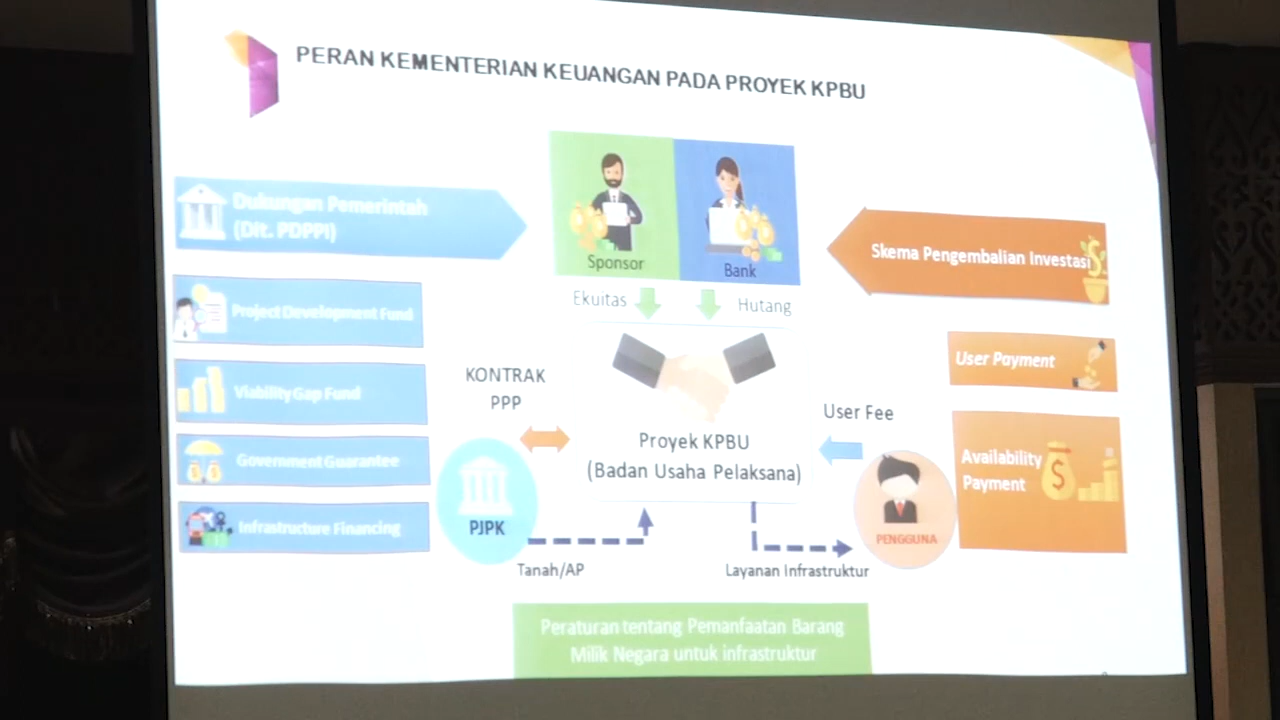 PERAN KEMENTERIAN KEUANGAN PADA PROYEK KPBU
Dukungan Pemerintah
(Dit. PDPPI)
Project Development Fund
Viability Gap Fund
Government Guarantee
Infrastructure Financing
Sponsor
Bank
Ekuitas
Hutang
KONTRAK
PPP
Proyek KPBU
(Badan Usaha Pelaksana)
PJPK
Tanah/AP
User Fee
PENGGUNA
Layanan Infrastruktur
Skema Pengembalian Investasi
User Payment
Availability
Payment
Peraturan tentang Pemanfaatan Barang
Milik Negara untuk infrastruktur